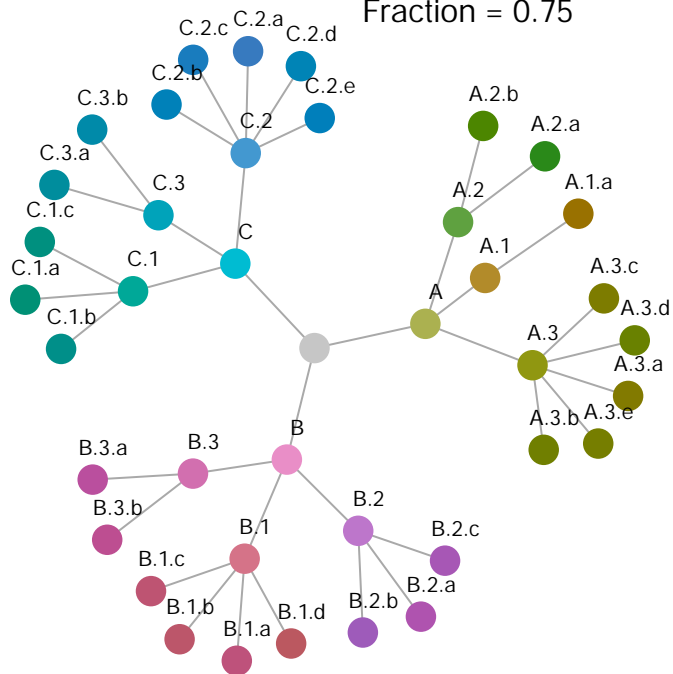 Fraction = 0.75
C.2.a
C.2.c
C.2.d
C.2.b
C.2.e
C.2
C.3.b
C.3.a
C.3
C.1.c
C
C.1
C.1.a
C.1.b
A.2.b
A.2.a
A.2
A.1.a
A.1
A
A.3.c
A.3.d
A.3
A.3.a
A.3.b
A.3.e
B
B.3.a
B.3
B.3.b
B.2
B.1
B.2.c
B.1.c
B.2.a
B.1.b
B.2.b
B.1.d
B.1.a